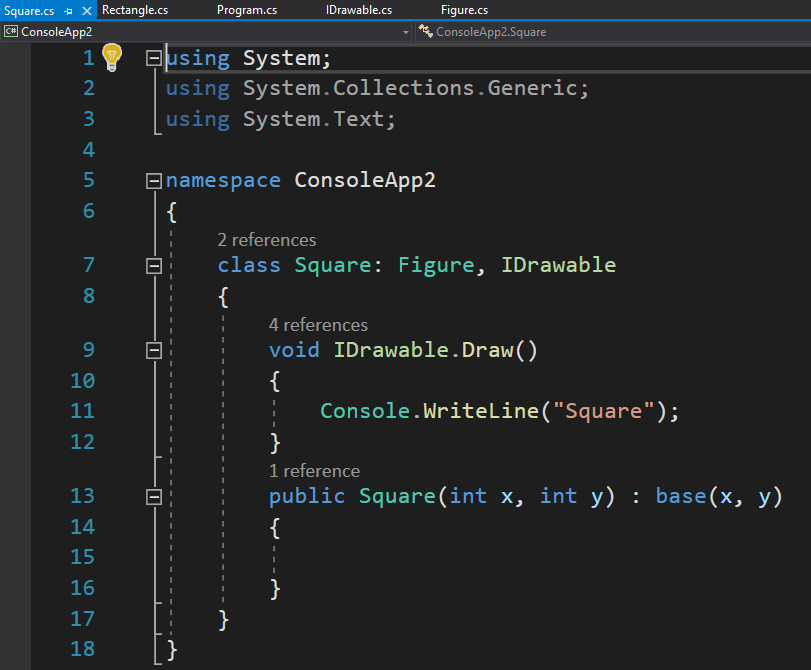 Square.cs Rectangle.cs Program.cs IDrawable.cs Figure.cs
C# ConsoleApp2 ConsoleApp2.Square
1 using System;
2 using System.Collections.Generic;
3 using System.Text;
4
5 namespace ConsoleApp2
6 {
2 references
7 class Square: Figure, IDrawable
8 {
4 references
9 void IDrawable.Draw()
10 {
11 Console.WriteLine("Square");
12 }
1 reference
13 public Square(int x, int y) : base(x, y)
14 {
15
16 }
17 }
18 }